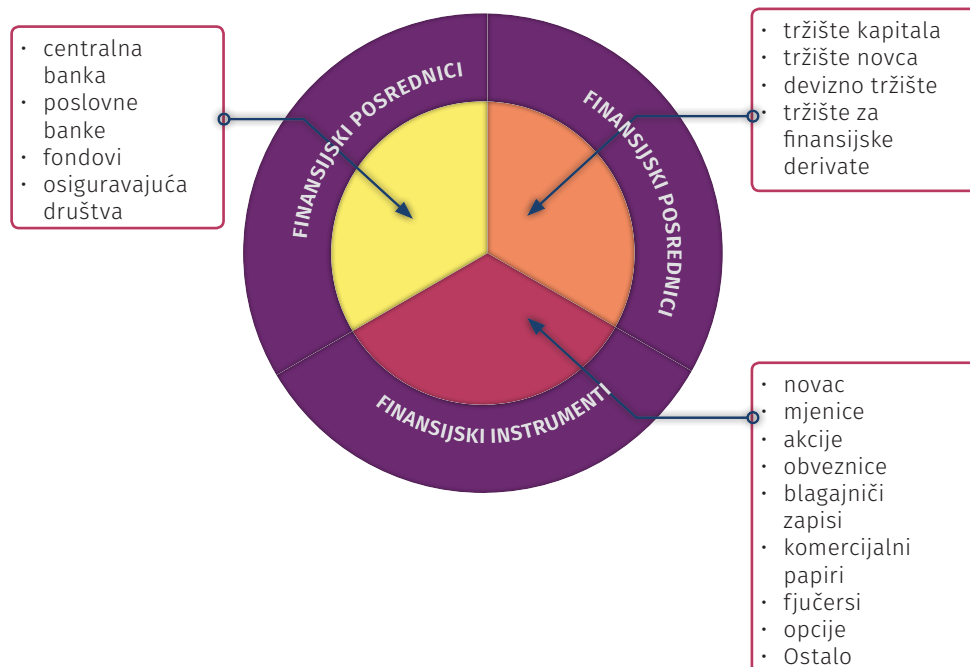 · centralna
banka
· poslovne
banke
· fondovi
· osiguravajuća
društva
FINANSIJSKI POSREDNICI
FINANSIJSKI POSREDNICI
· tržište kapitala
· tržište novca
· devizno tržište
· tržište za
finansijske
derivate
FINANSIJSKI INSTRUMENTI
· novac
· mjenice
· akcije
· obveznice
· blagajniči
zapisi
· komercijalni
papiri
· fjučersi
· opcije
· Ostalo